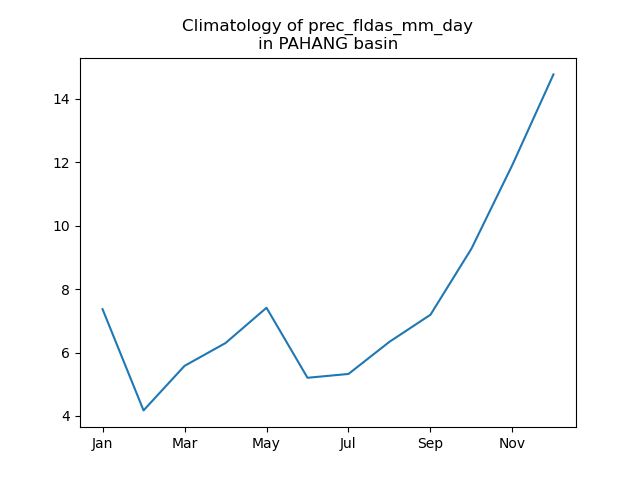 Climatology of prec_fldas_mm_day
in PAHANG basin
14
12
10
8
6
4
Jan
Mar
May
Jul
Sep
Nov